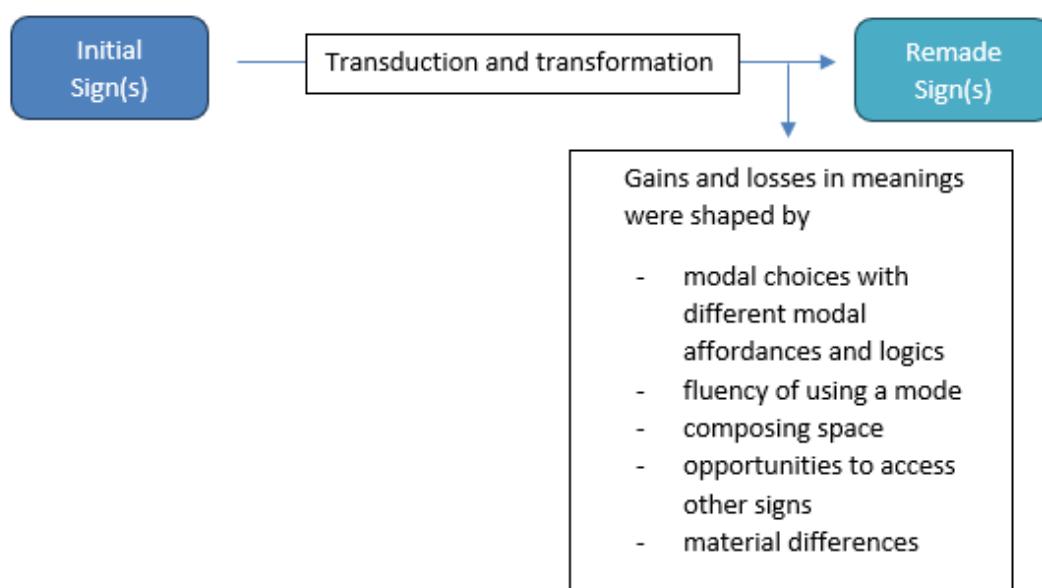 Initial
Sign(s)
Transduction and transformation
Remade
Sign(s)
Gains and losses in meanings
were shaped by
- modal choices with
different modal
affordances and logics
- fluency of using a mode
- composing space
- opportunities to access
other signs
- material differences